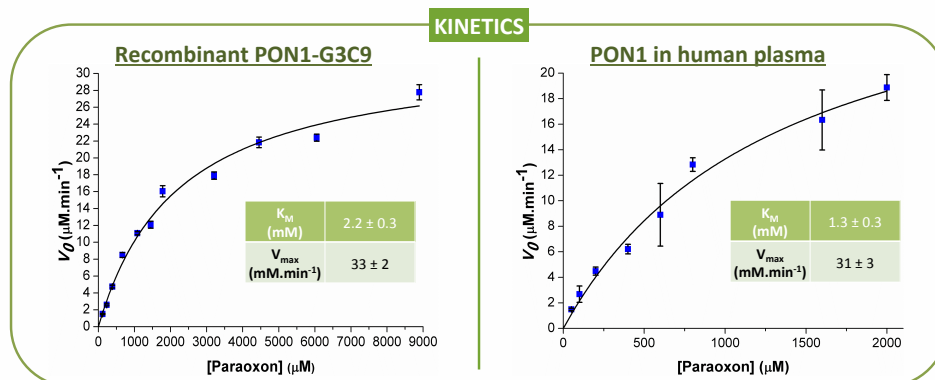 KINETICS
Recombinant PON1-G3C9
30
28
26
24
22
20
18
16
14
12
10
8
6
4
2
0
V0 (µM.min-1)
KM
(mM)
2.2 ± 0.3
Vmax
(mM.min-1)
33 ± 2
0 1000 2000 3000 4000 5000 6000 7000 8000 9000
[Paraoxon] (µM)
PON1 in human plasma
20
18
16
14
12
10
8
6
4
2
0
V0 (µM.min-1)
KM
(mM)
1.3 ± 0.3
Vmax
(mM.min-1)
31 ± 3
0 500 1000 1500 2000
[Paraoxon] (µM)